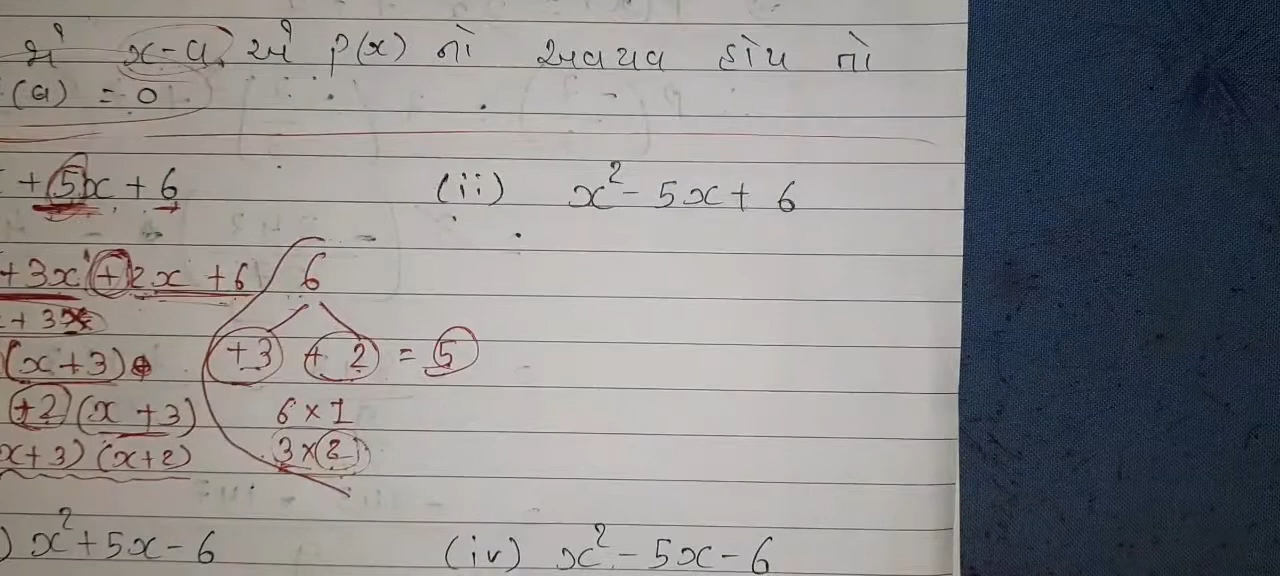 x-a એ p(x) નો અવયવ હોય તો
(a) = 0
+ 5x + 6
(ii) x² - 5x + 6
+3x + 2x + 6
6
+ 3x
(x+3)
+3 + 2 = 5
+2 (x+3)
6 × 1
x+3) (x+2)
3 × 2
) x² + 5x - 6
(iv) x² - 5x - 6